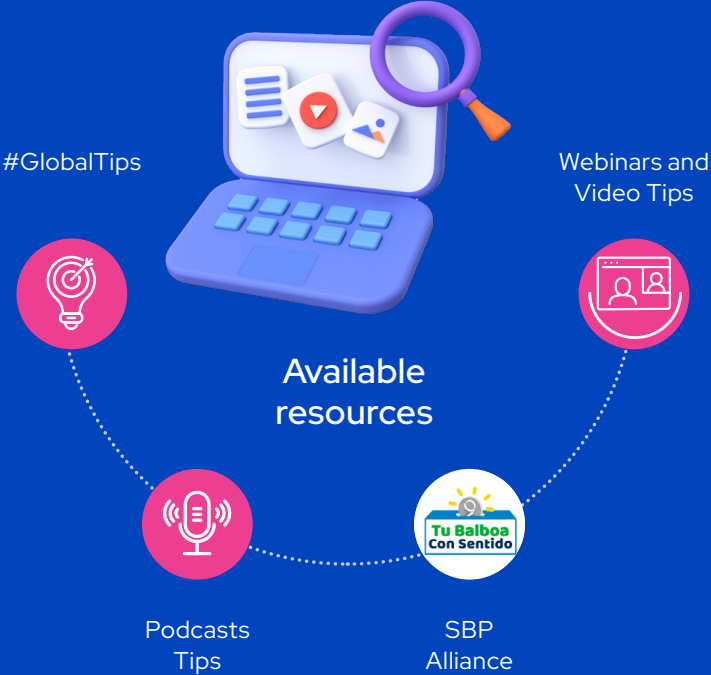 #GlobalTips
Webinars and
Video Tips
Available
resources
Tu Balboa
Con Sentido
Podcasts
Tips
SBP
Alliance